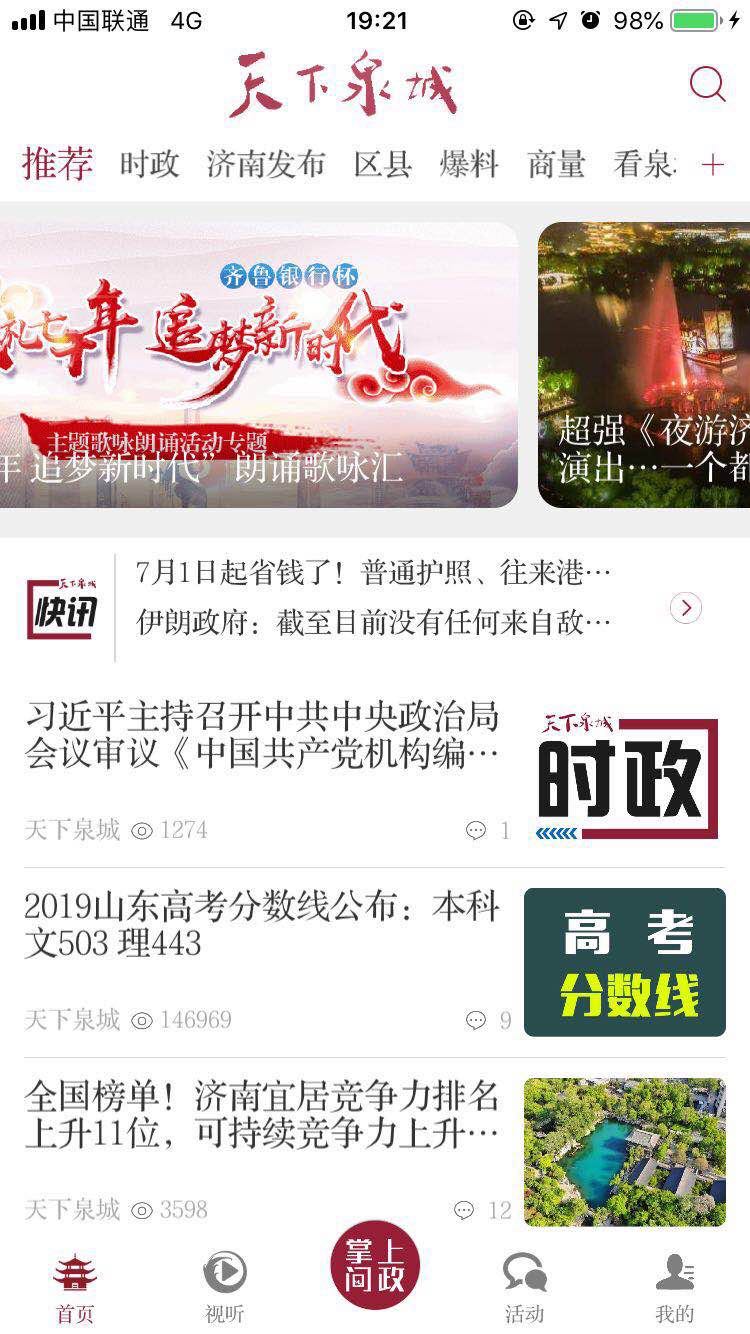 中国联通 4G 19:21 98%
天下泉城
推荐 时政 济南发布 区县 爆料 商量 看泉
齐鲁银行杯
七十年 追梦新时代
主题歌咏朗诵活动专题
年 追梦新时代”朗诵歌咏汇
超强《夜游济
演出…一个都
天下泉城
快讯
7月1日起省钱了！普通护照、往来港…
伊朗政府：截至目前没有任何来自敌…
习近平主持召开中共中央政治局
会议审议《中国共产党机构编…
天下泉城 1274 1
天下泉城
时政
2019山东高考分数线公布：本科
文503 理443
天下泉城 146969 9
高考
分数线
全国榜单！济南宜居竞争力排名
上升11位，可持续竞争力上升…
天下泉城 3598 12
掌上
问政
首页 视听 活动 我的